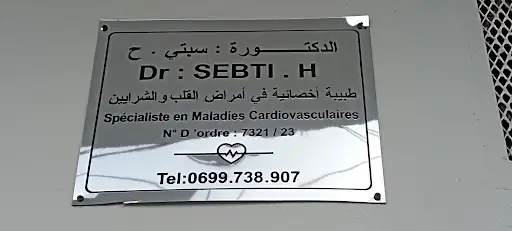 الدكتـــورة : سبتي . ح
Dr : SEBTI . H
طبيبة أخصائية في أمراض القلب والشرايين
Spécialiste en Maladies Cardiovasculaires
N° D 'ordre : 7321 / 23
Tel:0699.738.907